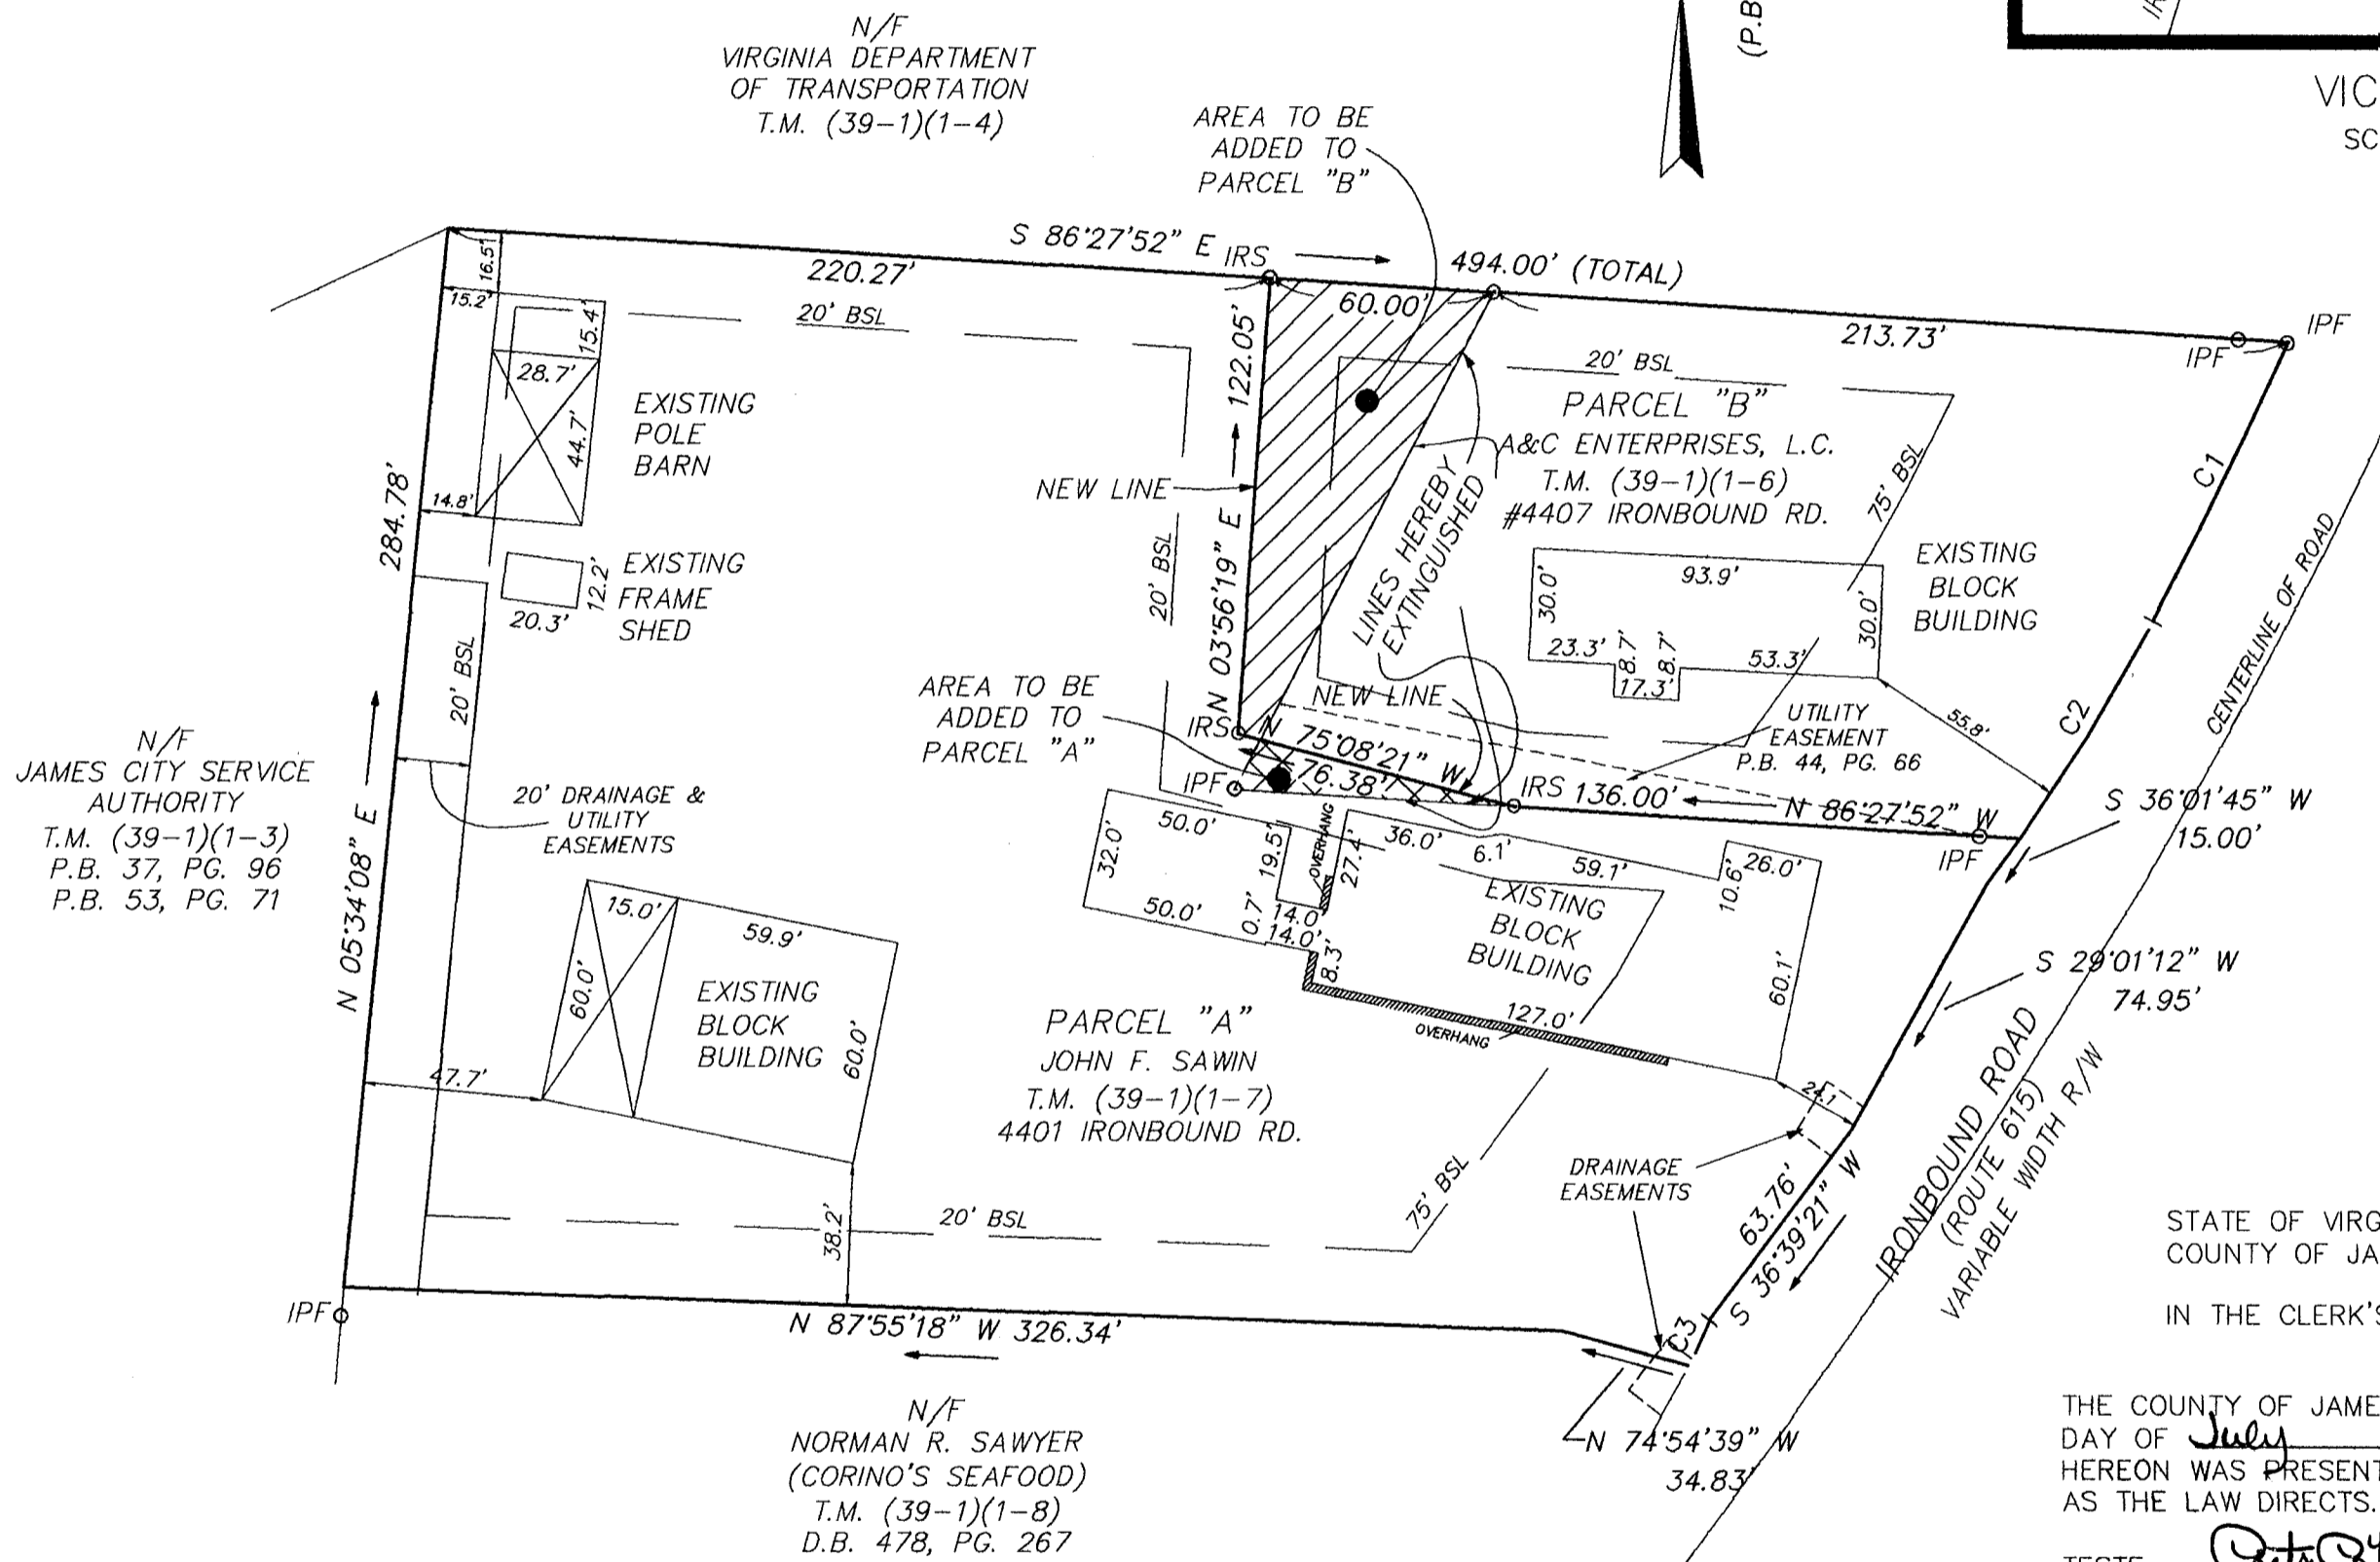 N/F
VIRGINIA DEPARTMENT
OF TRANSPORTATION
T.M. (39-1)(1-4)
AREA TO BE
ADDED TO
PARCEL "B"
(P.B
VIC
SC
S 86°27'52" E
IRS
494.00' (TOTAL)
220.27'
60.00'
213.73'
IPF
IPF
16.5'
15.2'
15.4'
28.7'
44.7'
14.8'
EXISTING
POLE
BARN
20' BSL
20' BSL
122.05'
N 03°56'19" E
NEW LINE
20' BSL
PARCEL "B"
A&C ENTERPRISES, L.C.
T.M. (39-1)(1-6)
#4407 IRONBOUND RD.
LINES HEREBY
EXTINGUISHED
75' BSL
C1
CENTERLINE OF ROAD
284.78'
N 05°34'08" E
EXISTING
FRAME
SHED
12.2'
20.3'
20' BSL
93.9'
30.0'
30.0'
23.3'
8.7'
8.7'
17.3'
53.3'
EXISTING
BLOCK
BUILDING
55.8'
C2
AREA TO BE
ADDED TO
PARCEL "A"
NEW LINE
UTILITY
EASEMENT
P.B. 44, PG. 66
IRS
N 75°08'21" W
76.38'
IPF
IRS
136.00'
N 86°27'52" W
IPF
S 36°01'45" W
15.00'
N/F
JAMES CITY SERVICE
AUTHORITY
T.M. (39-1)(1-3)
P.B. 37, PG. 96
P.B. 53, PG. 71
20' DRAINAGE &
UTILITY
EASEMENTS
50.0'
32.0'
50.0'
19.5'
OVERHANG
27.4'
36.0'
6.1'
59.1'
10.6'
26.0'
0.7'
14.0'
14.0'
8.3'
EXISTING
BLOCK
BUILDING
60.1'
127.0'
OVERHANG
24.1
S 29°01'12" W
74.95'
15.0'
59.9'
60.0'
60.0'
EXISTING
BLOCK
BUILDING
47.7'
38.2'
PARCEL "A"
JOHN F. SAWIN
T.M. (39-1)(1-7)
4401 IRONBOUND RD.
DRAINAGE
EASEMENTS
75' BSL
20' BSL
63.76'
S 36°39'21" W
IRONBOUND ROAD
(ROUTE 615)
VARIABLE WIDTH R/W
C3
IPF
N 87°55'18" W 326.34'
N 74°54'39" W
34.83'
N/F
NORMAN R. SAWYER
(CORINO'S SEAFOOD)
T.M. (39-1)(1-8)
D.B. 478, PG. 267
STATE OF VIRG
COUNTY OF JA
IN THE CLERK'S
THE COUNTY OF JAME
DAY OF July
HEREON WAS PRESENT
AS THE LAW DIRECTS.